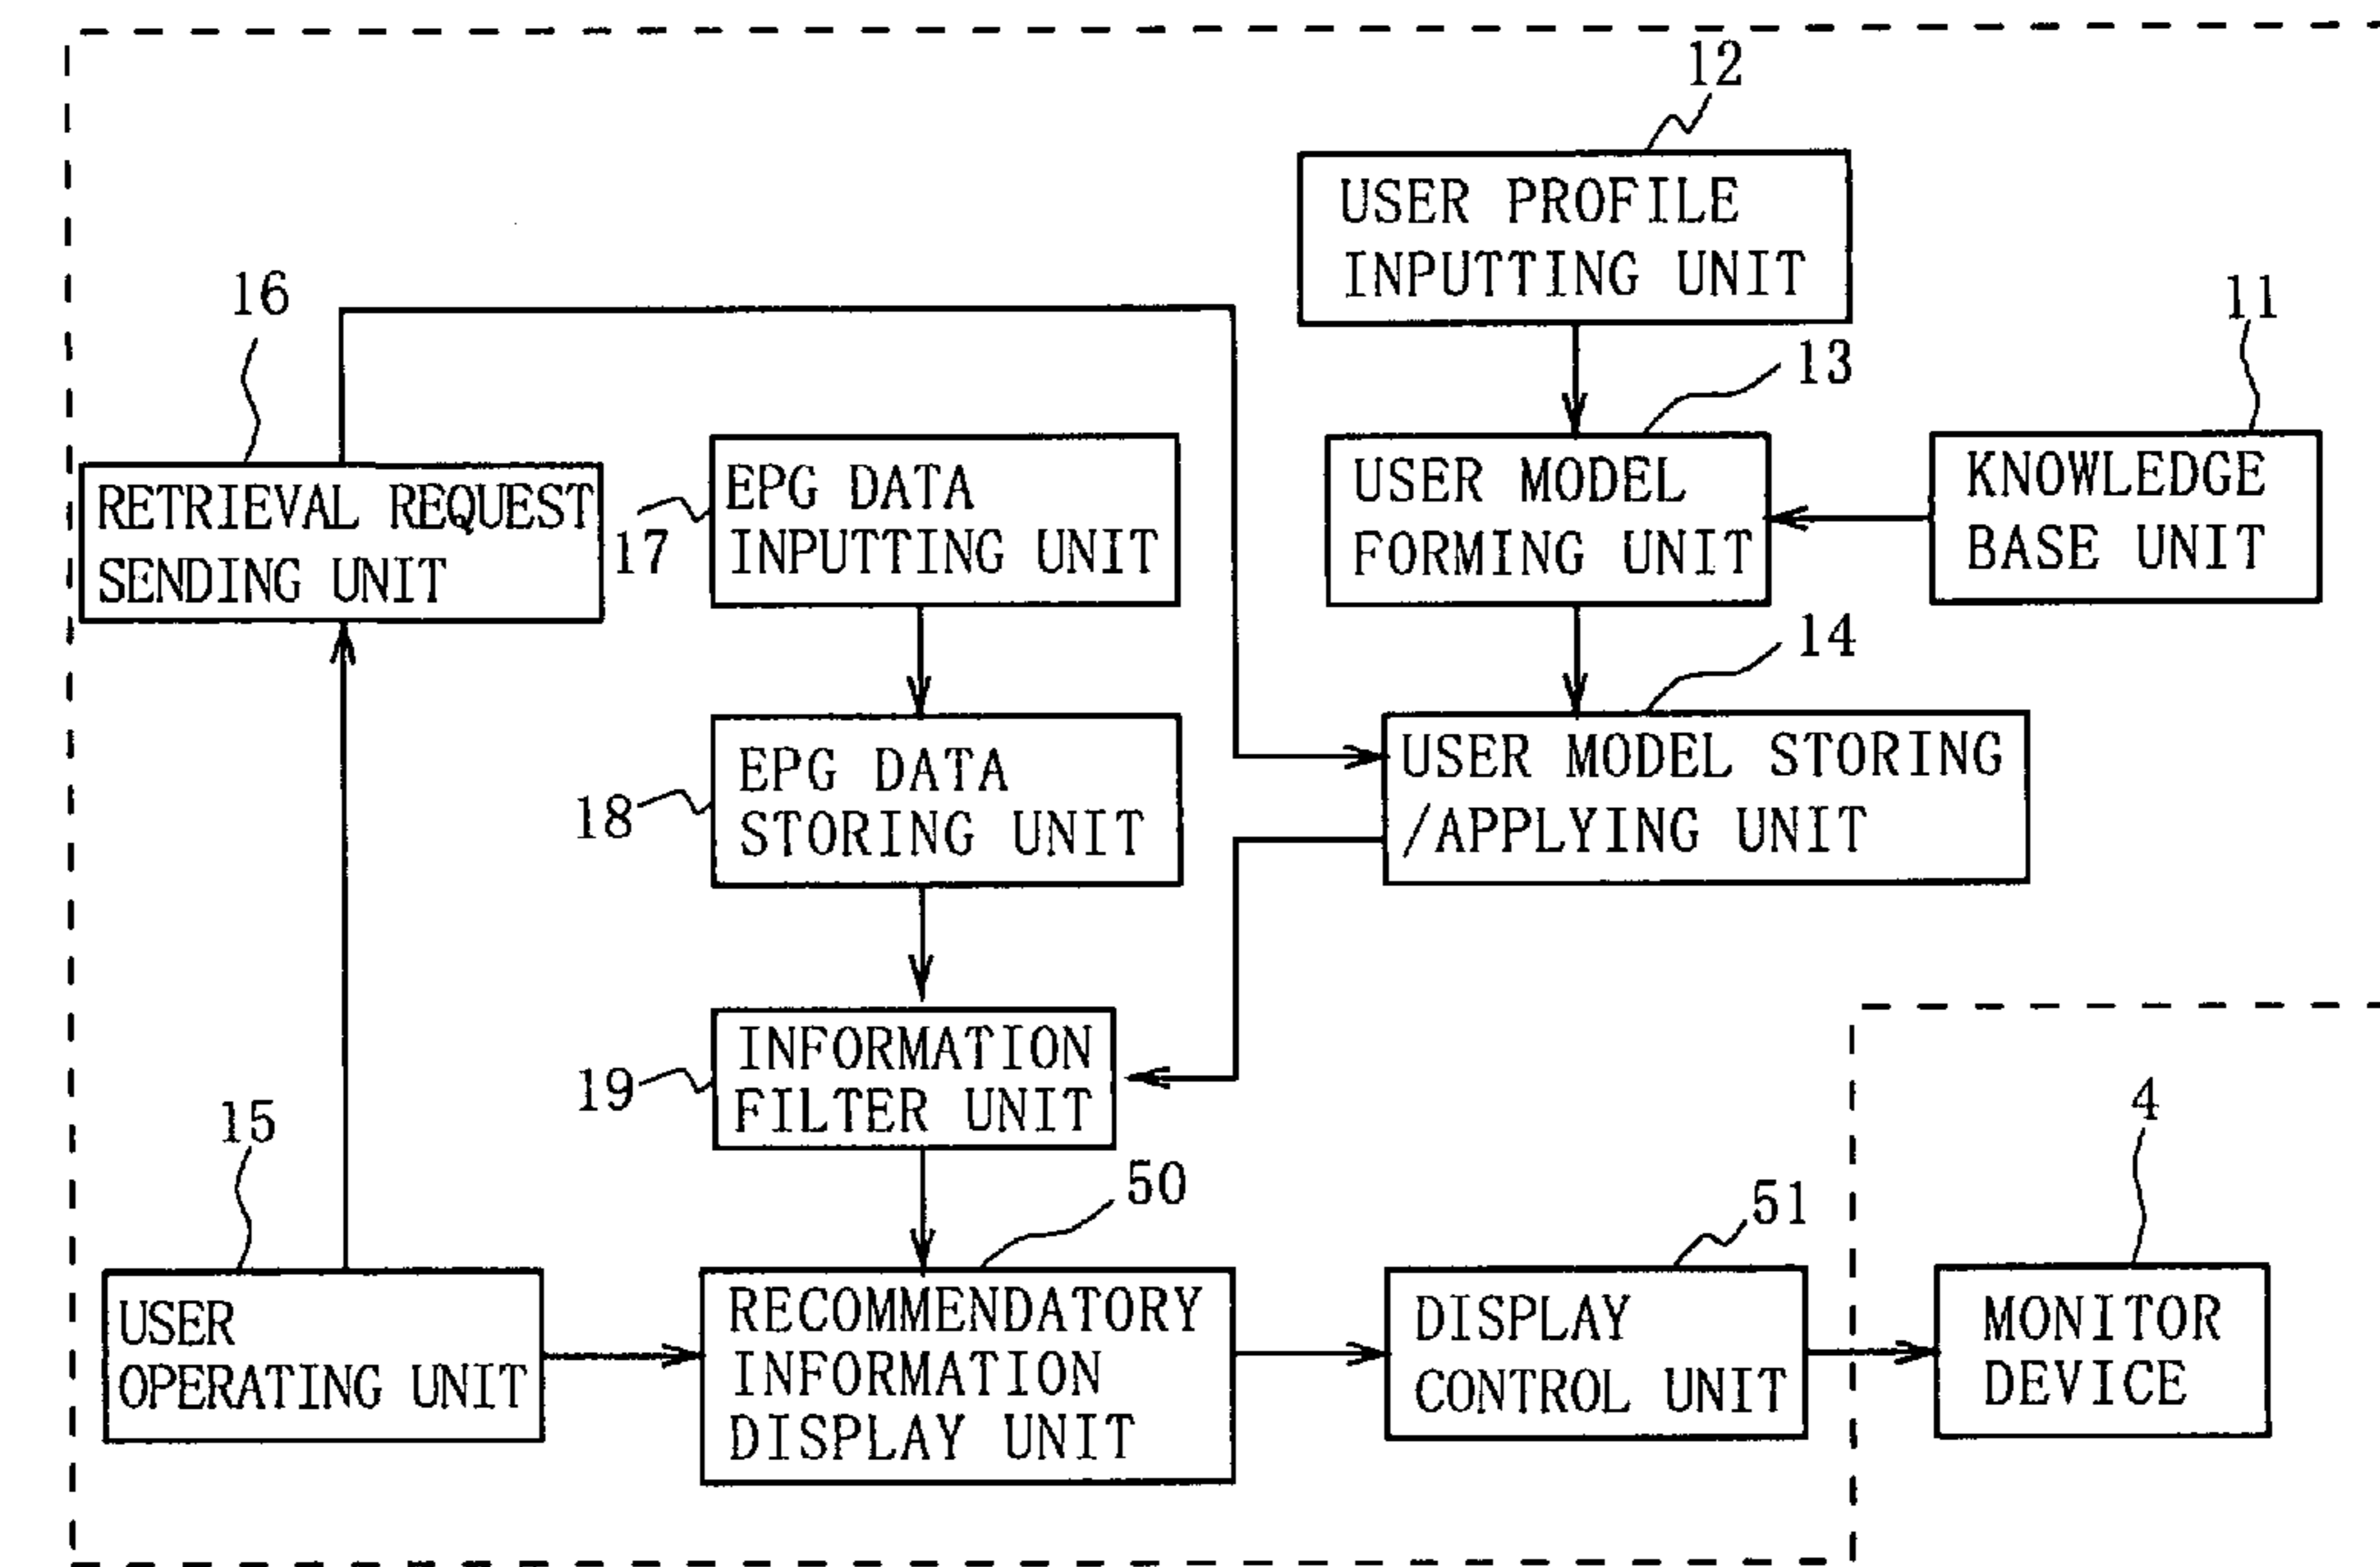 12
USER PROFILE
INPUTTING UNIT
16
11
13
RETRIEVAL REQUEST
SENDING UNIT
17
EPG DATA
INPUTTING UNIT
USER MODEL
FORMING UNIT
KNOWLEDGE
BASE UNIT
14
18
EPG DATA
STORING UNIT
USER MODEL STORING
/APPLYING UNIT
19
INFORMATION
FILTER UNIT
15
50
51
4
USER
OPERATING UNIT
RECOMMENDATORY
INFORMATION
DISPLAY UNIT
DISPLAY
CONTROL UNIT
MONITOR
DEVICE